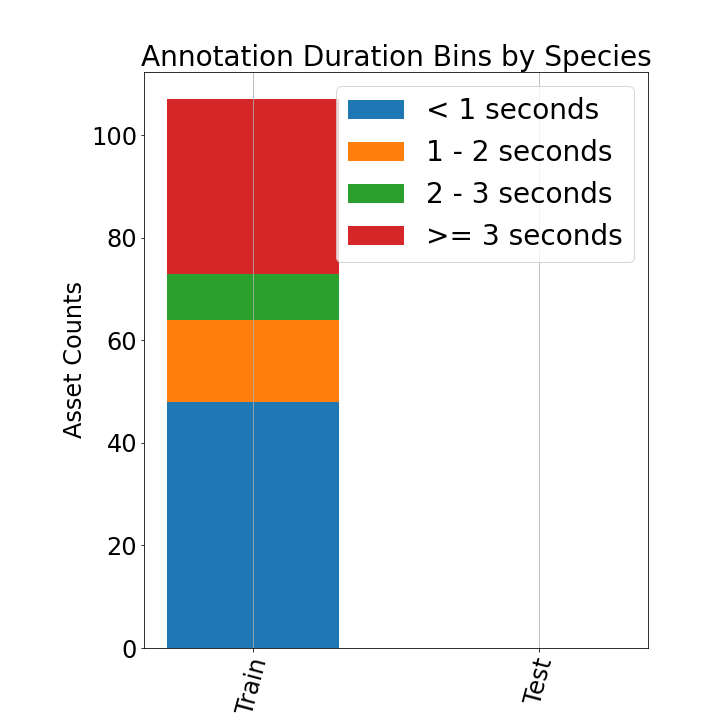 Annotation Duration Bins by Species
< 1 seconds
1 - 2 seconds
2 - 3 seconds
>= 3 seconds
Asset Counts
100
80
60
40
20
0
Train
Test